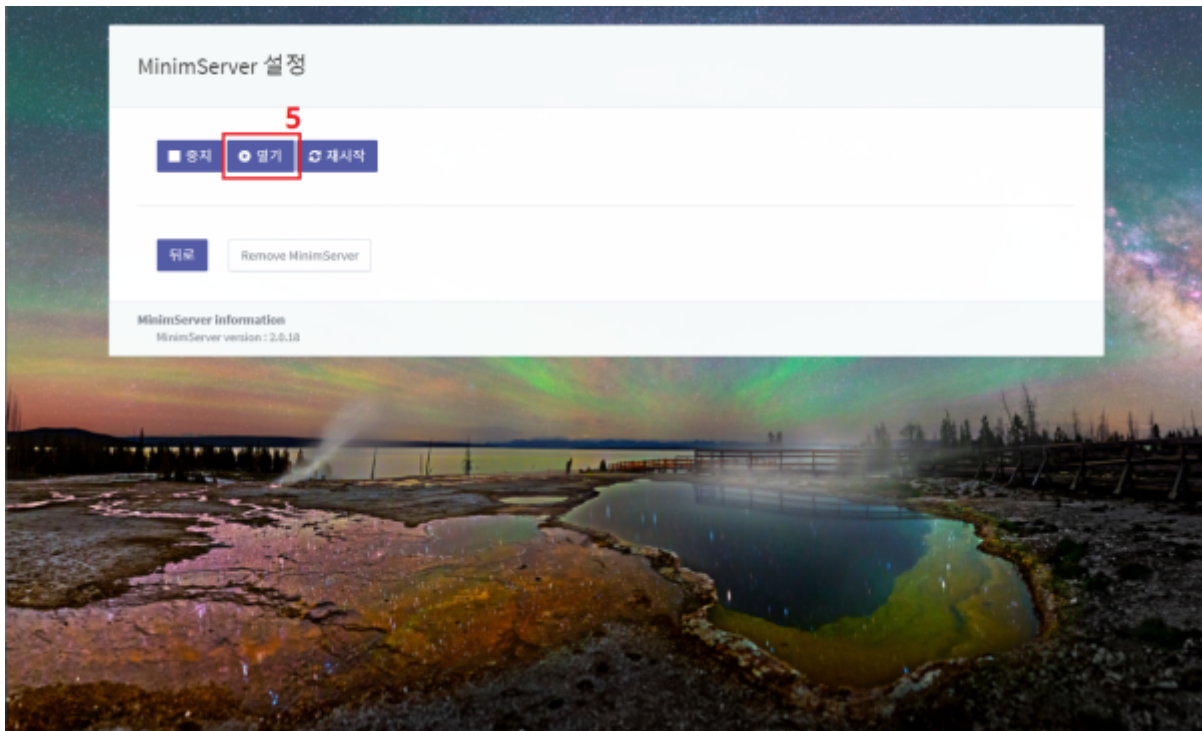 MinimServer 설정
5
중지 열기 재시작
뒤로 Remove MinimServer
MinimServer information
MinimServer version : 2.0.18